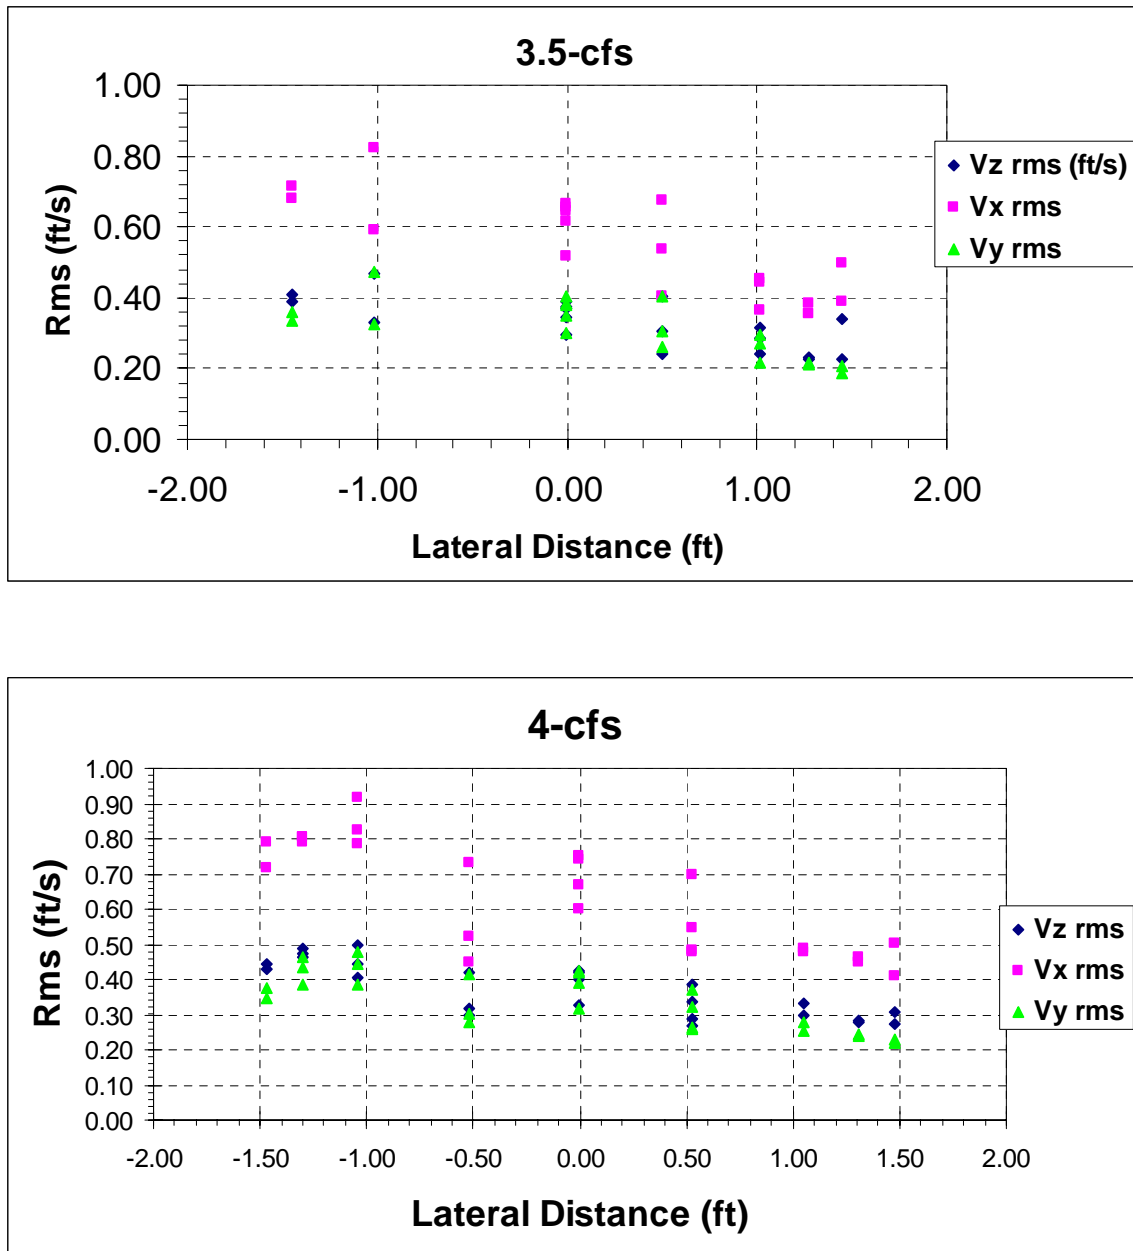 3.5-cfs
1.00
0.80
0.60
0.40
0.20
0.00
Rms (ft/s)
-2.00 -1.00 0.00 1.00 2.00
Lateral Distance (ft)
Vz rms (ft/s)
Vx rms
Vy rms
4-cfs
1.00
0.90
0.80
0.70
0.60
0.50
0.40
0.30
0.20
0.10
0.00
Rms (ft/s)
-2.00 -1.50 -1.00 -0.50 0.00 0.50 1.00 1.50 2.00
Lateral Distance (ft)
Vz rms
Vx rms
Vy rms